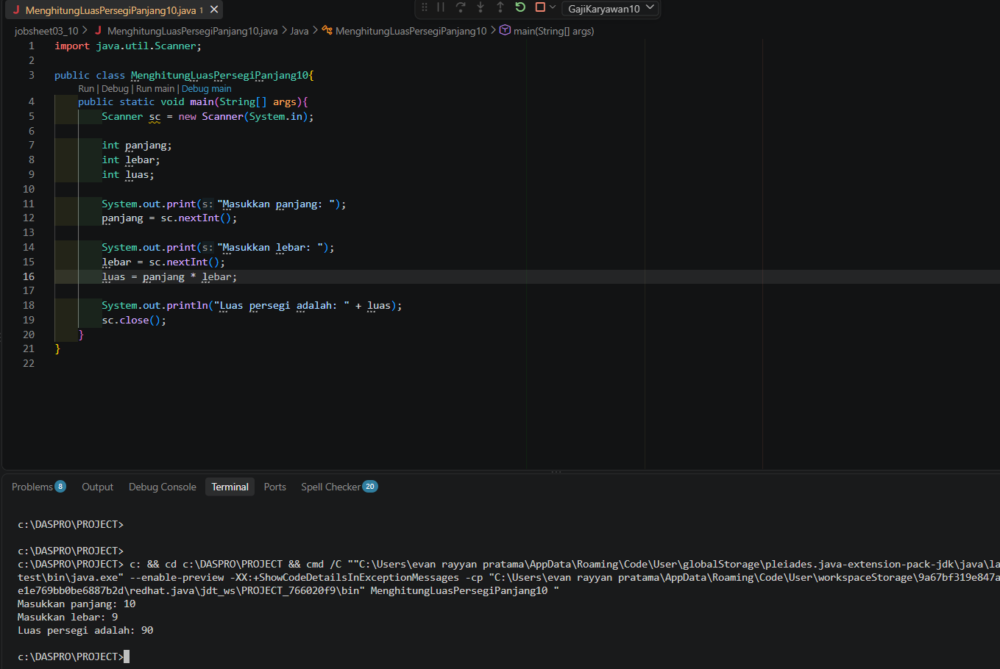 MenghitungLuasPersegiPanjang10.java 1
GajiKaryawan10
jobsheet03_10 > MenghitungLuasPersegiPanjang10.java > Java > MenghitungLuasPersegiPanjang10 > main(String[] args)
1 import java.util.Scanner;
2
3 public class MenghitungLuasPersegiPanjang10{
Run | Debug | Run main | Debug main
4 public static void main(String[] args){
5 Scanner sc = new Scanner(System.in);
6
7 int panjang;
8 int lebar;
9 int luas;
10
11 System.out.print(s: "Masukkan panjang: ");
12 panjang = sc.nextInt();
13
14 System.out.print(s: "Masukkan lebar: ");
15 lebar = sc.nextInt();
16 luas = panjang * lebar;
17
18 System.out.println("Luas persegi adalah: " + luas);
19 sc.close();
20 }
21 }
22
Problems 8 Output Debug Console Terminal Ports Spell Checker 20
c:\DASPRO\PROJECT>
c:\DASPRO\PROJECT>
c:\DASPRO\PROJECT> c: && cd c:\DASPRO\PROJECT && cmd /C ""C:\Users\evan rayyan pratama\AppData\Roaming\Code\User\globalStorage\pleiades.java-extension-pack-jdk\java\la
test\bin\java.exe" --enable-preview -XX:+ShowCodeDetailsInExceptionMessages -cp "C:\Users\evan rayyan pratama\AppData\Roaming\Code\User\workspaceStorage\9a67bf319e847a
e1e769bb0be6887b2d\redhat.java\jdt_ws\PROJECT_766020f9\bin" MenghitungLuasPersegiPanjang10 "
Masukkan panjang: 10
Masukkan lebar: 9
Luas persegi adalah: 90
c:\DASPRO\PROJECT>